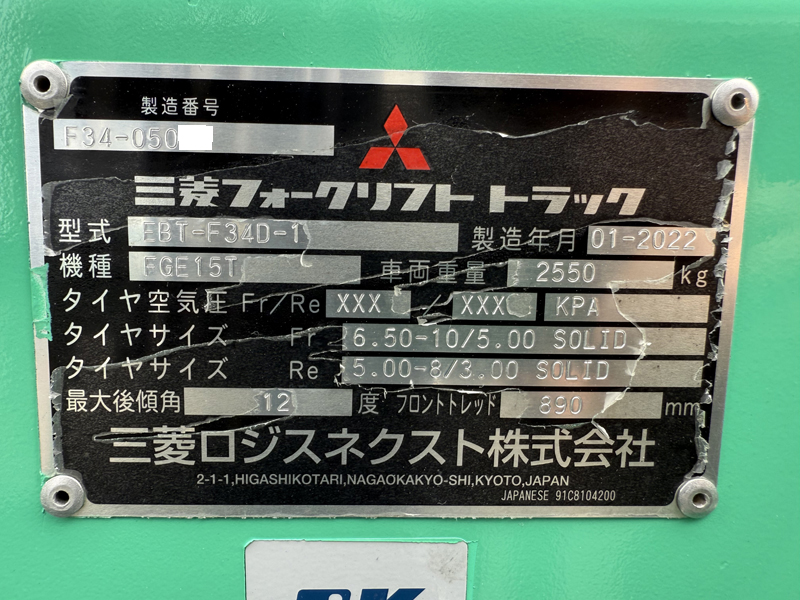 製造番号
F34-050
三菱フォークリフト トラック
型式 EBT-F34D-1 製造年月 01-2022
機種 FGE15T 車両重量 2550 kg
タイヤ空気圧 Fr/Re XXX / XXX KPA
タイヤサイズ Fr 6.50-10/5.00 SOLID
タイヤサイズ Re 5.00-8/3.00 SOLID
最大後傾角 12 度 フロントトレッド 890 mm
三菱ロジスネクスト株式会社
2-1-1,HIGASHIKOTARI,NAGAOKAKYO-SHI,KYOTO,JAPAN
JAPANESE 91C8104200